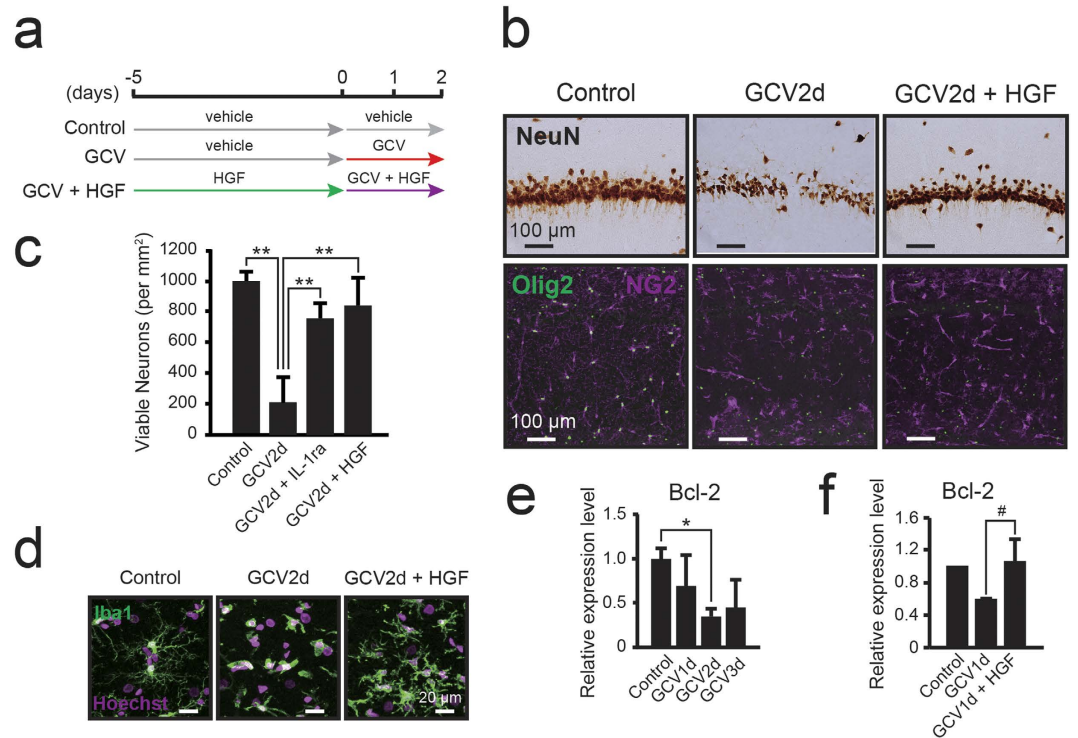 a
-5 0 1 2
(days)
vehicle vehicle
Control
vehicle GCV
GCV
HGF GCV + HGF
GCV + HGF
b
Control GCV2d GCV2d + HGF
NeuN
100 µm
Olig2 NG2
100 µm
c
Viable Neurons (per mm²)
1200
1000
800
600
400
200
0
** ** **
Control
GCV2d
GCV2d + IL-1ra
GCV2d + HGF
d
Control GCV2d GCV2d + HGF
Iba1
Hoechst
20 µm
e
Bcl-2
Relative expression level
1.5
1.0
0.5
0
*
Control
GCV1d
GCV2d
GCV3d
f
Bcl-2
Relative expression level
1.6
1.2
0.8
0.4
0
#
Control
GCV1d
GCV1d + HGF